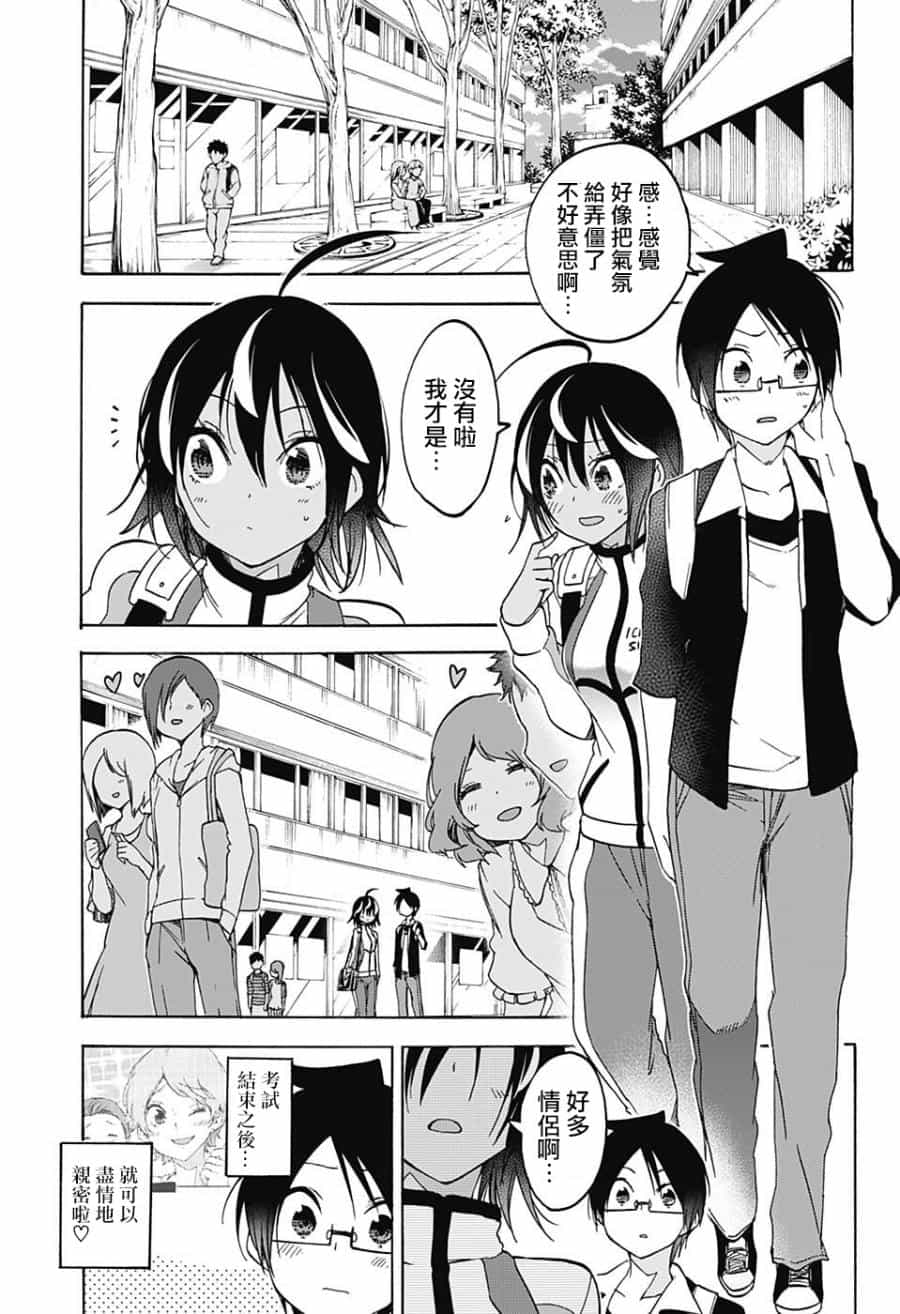 感…感覺
好像把氣氛
給弄僵了
不好意思啊…
沒有啦
我才是…
好多
情侶啊…
考試
結束之後…
就可以
盡情地
親密啦♡